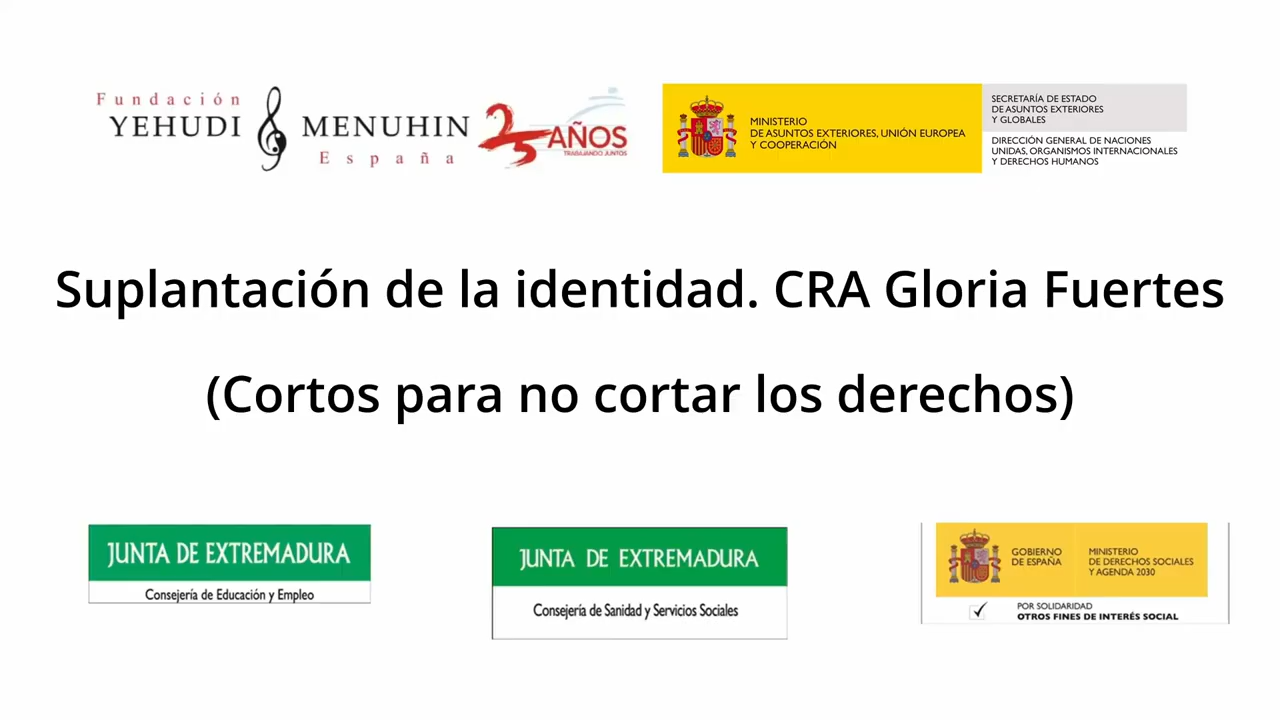 Fundación
YEHUDI MENUHIN
España
25 AÑOS
TRABAJANDO JUNTOS
MINISTERIO
DE ASUNTOS EXTERIORES, UNIÓN EUROPEA
Y COOPERACIÓN
SECRETARÍA DE ESTADO
DE ASUNTOS EXTERIORES
Y GLOBALES
DIRECCIÓN GENERAL DE NACIONES
UNIDAS, ORGANISMOS INTERNACIONALES
Y DERECHOS HUMANOS
Suplantación de la identidad. CRA Gloria Fuertes
(Cortos para no cortar los derechos)
JUNTA DE EXTREMADURA
Consejería de Educación y Empleo
JUNTA DE EXTREMADURA
Consejería de Sanidad y Servicios Sociales
GOBIERNO
DE ESPAÑA
MINISTERIO
DE DERECHOS SOCIALES
Y AGENDA 2030
POR SOLIDARIDAD
OTROS FINES DE INTERÉS SOCIAL